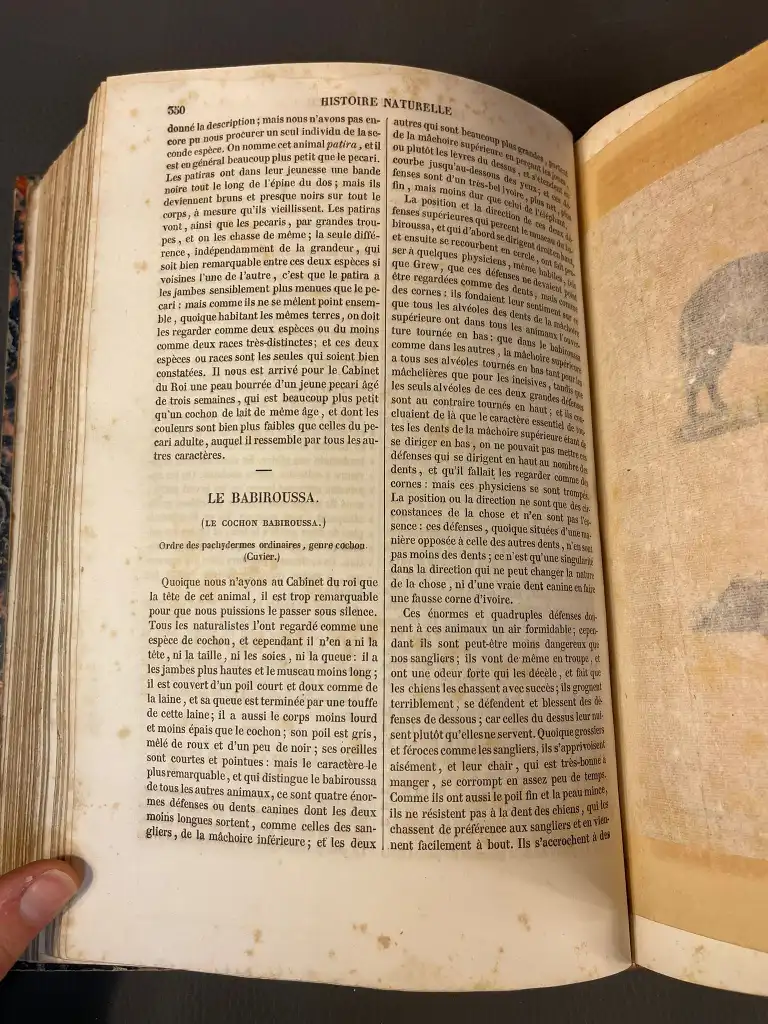 350
HISTOIRE NATURELLE
donné la description; mais nous n'avons pas en-
core pu nous procurer un seul individu de la se-
conde espèce. On nomme cet animal patira, et il
est en général beaucoup plus petit que le pecari.
Les patiras ont dans leur jeunesse une bande
noire tout le long de l'épine du dos; mais ils
deviennent bruns et presque noirs sur tout le
corps, à mesure qu'ils vieillissent. Les patiras
vont, ainsi que les pecaris, par grandes trou-
pes, et on les chasse de même; la seule diffé-
rence, indépendamment de la grandeur, qui
soit bien remarquable entre ces deux espèces si
voisines l'une de l'autre, c'est que le patira a
les jambes sensiblement plus menues que le pe-
cari: mais comme ils ne se mêlent point ensem-
ble, quoique habitant les mêmes terres, on doit
les regarder comme deux espèces ou du moins
comme deux races très-distinctes; et ces deux
espèces ou races sont les seules qui soient bien
constatées. Il nous est arrivé pour le Cabinet
du Roi une peau bourrée d'un jeune pecari âgé
de trois semaines, qui est beaucoup plus petit
qu'un cochon de lait de même âge, et dont les
couleurs sont bien plus faibles que celles du pe-
cari adulte, auquel il ressemble par tous les au-
tres caractères.
LE BABIROUSSA.
(LE COCHON BABIROUSSA.)
Ordre des pachydermes ordinaires, genre cochon.
(Cuvier.)
Quoique nous n'ayons au Cabinet du roi que
la tête de cet animal, il est trop remarquable
pour que nous puissions le passer sous silence.
Tous les naturalistes l'ont regardé comme une
espèce de cochon, et cependant il n'en a ni la
tête, ni la taille, ni les soies, ni la queue: il a
les jambes plus hautes et le museau moins long;
il est couvert d'un poil court et doux comme de
la laine, et sa queue est terminée par une touffe
de cette laine; il a aussi le corps moins lourd
et moins épais que le cochon; son poil est gris,
mêlé de roux et d'un peu de noir; ses oreilles
sont courtes et pointues: mais le caractère le
plus remarquable, et qui distingue le babiroussa
de tous les autres animaux, ce sont quatre énor-
mes défenses ou dents canines dont les deux
moins longues sortent, comme celles des san-
gliers, de la mâchoire inférieure; et les deux
autres qui sont beaucoup plus grandes, partent
de la mâchoire supérieure en perçant les joues
ou plutôt les lèvres du dessus, et s'étendent en
courbe jusqu'au-dessous des yeux; et ces dé-
fenses sont d'un très-bel ivoire, plus net, plus
fin, mais moins dur que celui de l'éléphant.
La position et la direction de ces deux dé-
fenses supérieures qui percent le museau du ba-
biroussa, et qui d'abord se dirigent droit en haut
et ensuite se recourbent en cercle, ont fait pen-
ser à quelques physiciens, même habiles, tels
que Grew, que ces défenses ne devaient point
être regardées comme des dents, mais comme
des cornes: ils fondaient leur sentiment sur ce
que tous les alvéoles des dents de la mâchoire
supérieure ont dans tous les animaux l'ouver-
ture tournée en bas; que dans le babiroussa
comme dans les autres, la mâchoire supérieure
a tous ses alvéoles tournés en bas tant pour les
mâchelières que pour les incisives, tandis que
les seuls alvéoles de ces deux grandes défenses
sont au contraire tournés en haut; et ils con-
cluaient de là que le caractère essentiel de tou-
tes les dents de la mâchoire supérieure étant de
se diriger en bas, on ne pouvait pas mettre ces
défenses qui se dirigent en haut au nombre des
dents, et qu'il fallait les regarder comme des
cornes: mais ces physiciens se sont trompés.
La position ou la direction ne sont que des cir-
constances de la chose et n'en sont pas l'es-
sence: ces défenses, quoique situées d'une ma-
nière opposée à celle des autres dents, n'en sont
pas moins des dents; ce n'est qu'une singularité
dans la direction qui ne peut changer la nature
de la chose, ni d'une vraie dent canine en faire
une fausse corne d'ivoire.
Ces énormes et quadruples défenses don-
nent à ces animaux un air formidable; cepen-
dant ils sont peut-être moins dangereux que
nos sangliers; ils vont de même en troupe, et
ont une odeur forte qui les décèle, et fait que
les chiens les chassent avec succès; ils grognent
terriblement, se défendent et blessent des dé-
fenses de dessous; car celles du dessus leur nui-
sent plutôt qu'elles ne servent. Quoique grossiers
et féroces comme les sangliers, ils s'apprivoisent
aisément, et leur chair, qui est très-bonne à
manger, se corrompt en assez peu de temps.
Comme ils ont aussi le poil fin et la peau mince,
ils ne résistent pas à la dent des chiens, qui les
chassent de préférence aux sangliers et en vien-
nent facilement à bout. Ils s'accrochent à des